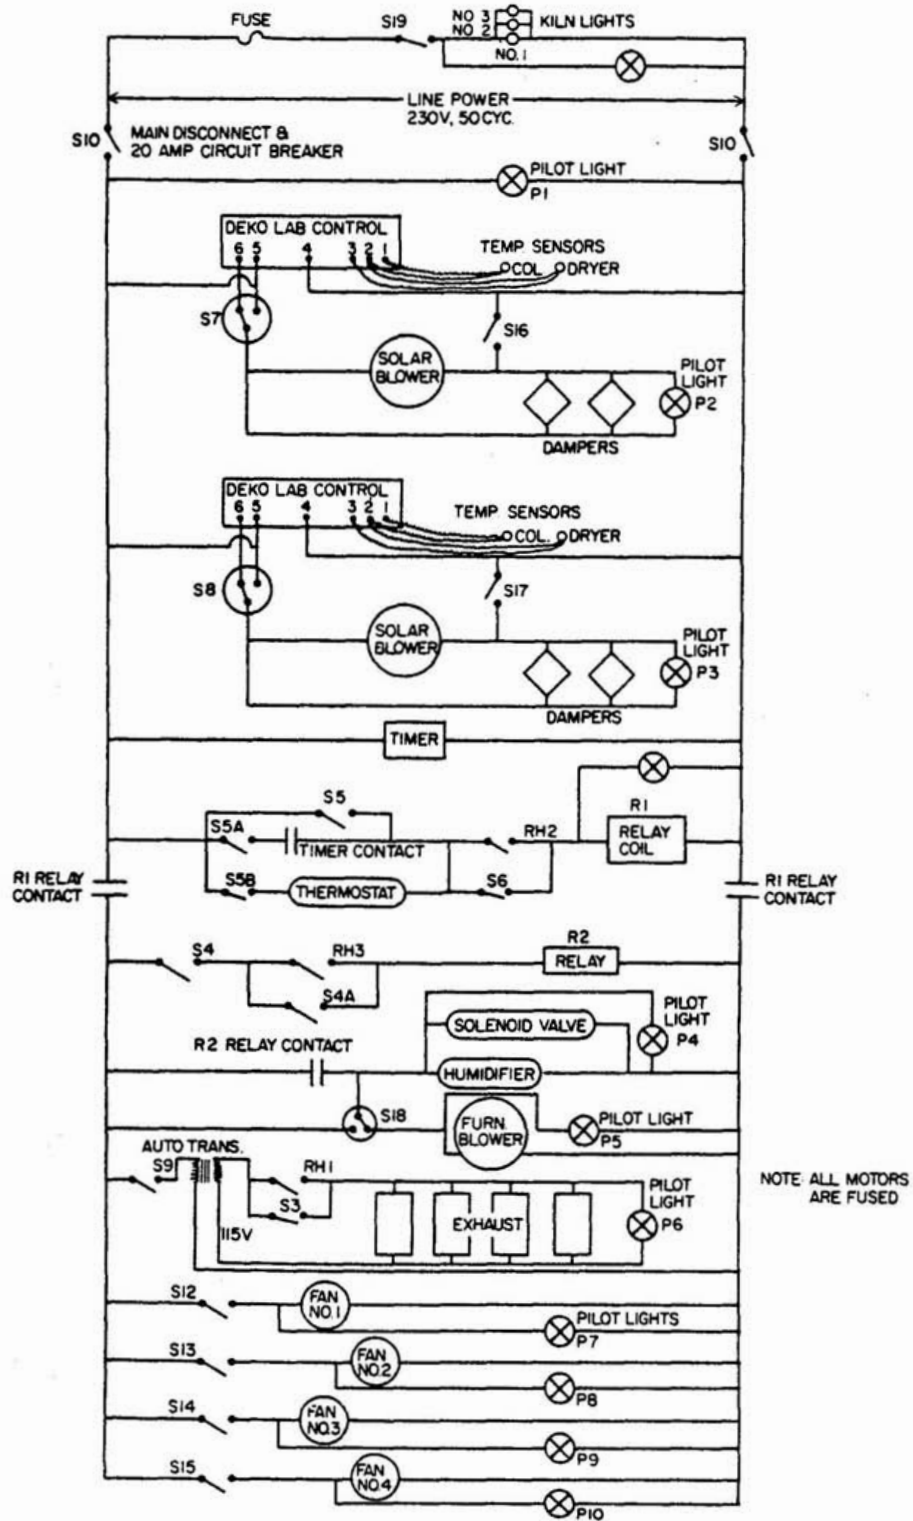 FUSE
S19
NO 3
NO 2
NO. 1
KILN LIGHTS
LINE POWER
230V, 50CYC.
S10
MAIN DISCONNECT &
20 AMP CIRCUIT BREAKER
S10
PILOT LIGHT
P1
DEKO LAB CONTROL
6 5 4 3 2 1
TEMP. SENSORS
COL. DRYER
S7
S16
SOLAR
BLOWER
PILOT
LIGHT
P2
DAMPERS
DEKO LAB CONTROL
6 5 4 3 2 1
TEMP. SENSORS
COL. DRYER
S8
S17
SOLAR
BLOWER
PILOT
LIGHT
P3
DAMPERS
TIMER
S5
S5A
TIMER CONTACT
RH2
R1
RELAY
COIL
S5B
THERMOSTAT
S6
R1 RELAY
CONTACT
R1 RELAY
CONTACT
S4
RH3
R2
RELAY
S4A
R2 RELAY CONTACT
SOLENOID VALVE
PILOT
LIGHT
P4
HUMIDIFIER
S18
FURN.
BLOWER
PILOT LIGHT
P5
AUTO TRANS.
S9
RH1
S3
115V
EXHAUST
PILOT
LIGHT
P6
NOTE: ALL MOTORS
ARE FUSED
S12
FAN
NO.1
PILOT LIGHTS
P7
S13
FAN
NO.2
P8
S14
FAN
NO.3
P9
S15
FAN
NO.4
P10